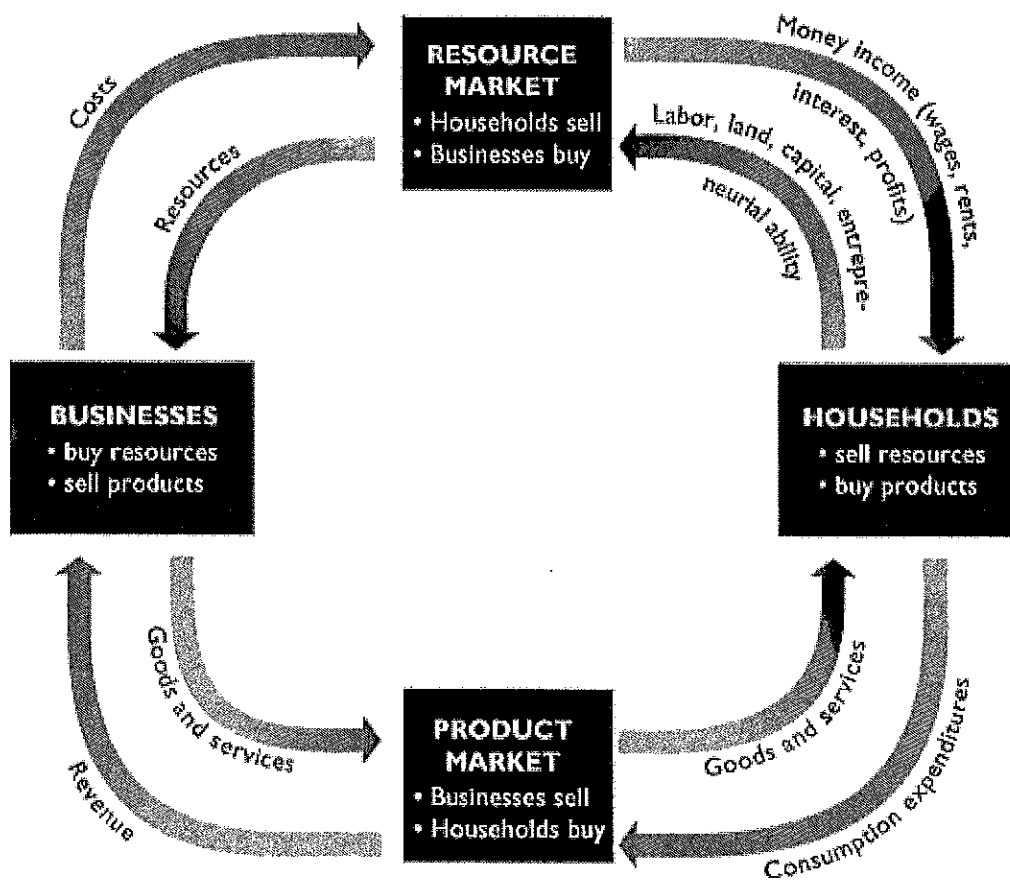 RESOURCE
MARKET
• Households sell
• Businesses buy
Costs
Resources
Money income (wages, rents,
interest, profits)
Labor, land, capital, entrepre-
neurial ability
BUSINESSES
• buy resources
• sell products
HOUSEHOLDS
• sell resources
• buy products
Goods and services
Revenue
PRODUCT
MARKET
• Businesses sell
• Households buy
Goods and services
Consumption expenditures